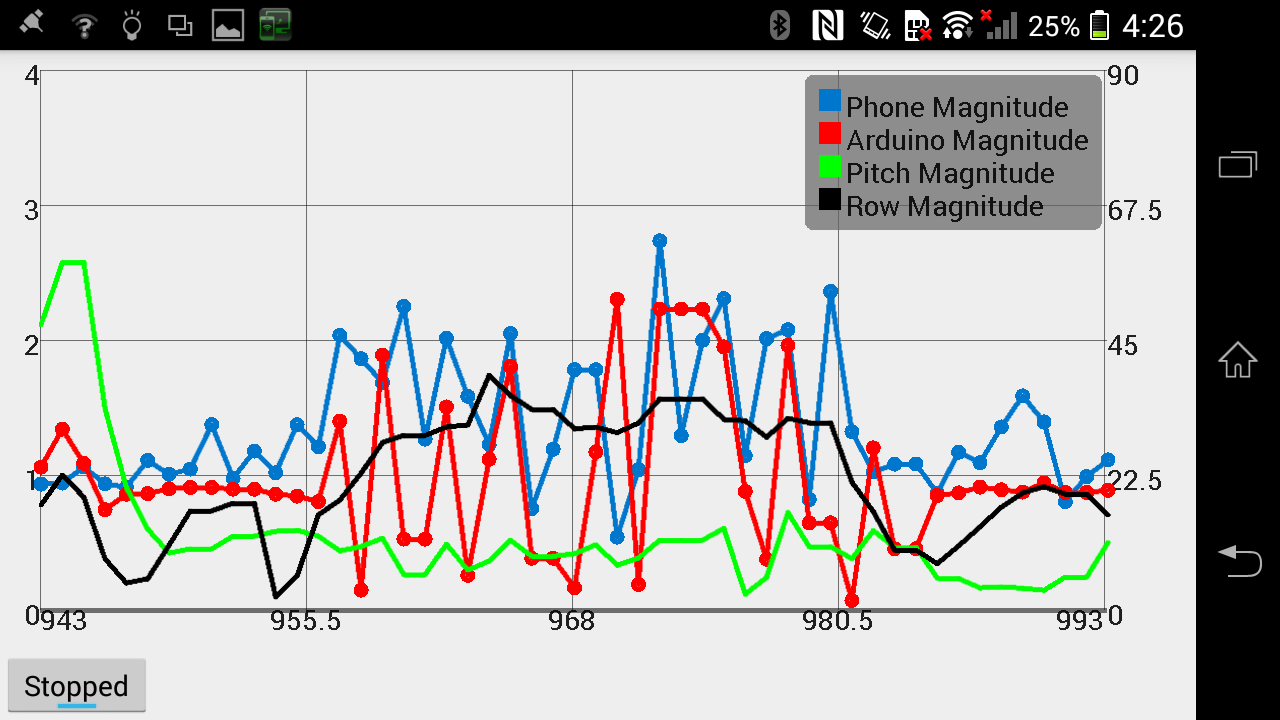 25% 4:26
4 90
Phone Magnitude
Arduino Magnitude
Pitch Magnitude
Row Magnitude
3 67.5
2 45
1 22.5
0 943 955.5 968 980.5 993 0
Stopped